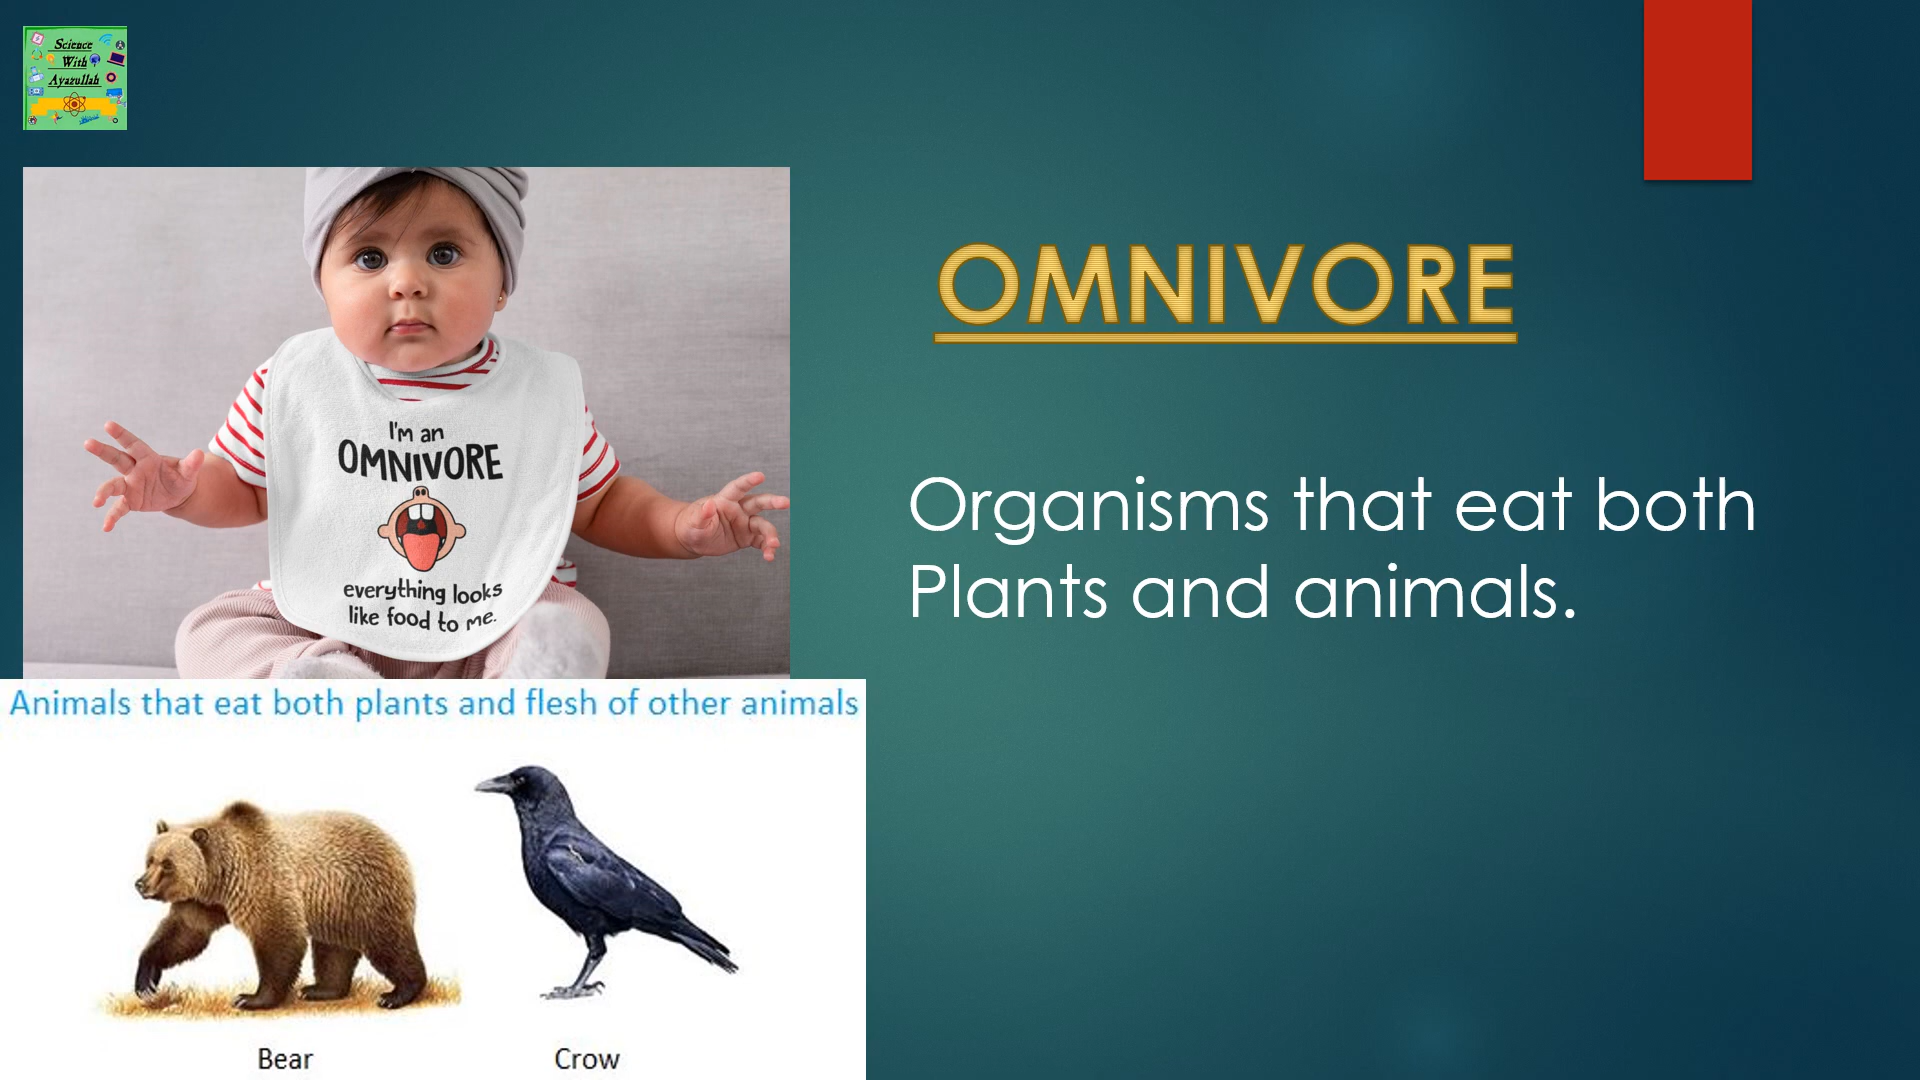 Science
With
Ayazullah
OMNIVORE
Organisms that eat both
Plants and animals.
I'm an
OMNIVORE
everything looks
like food to me.
Animals that eat both plants and flesh of other animals
Bear
Crow